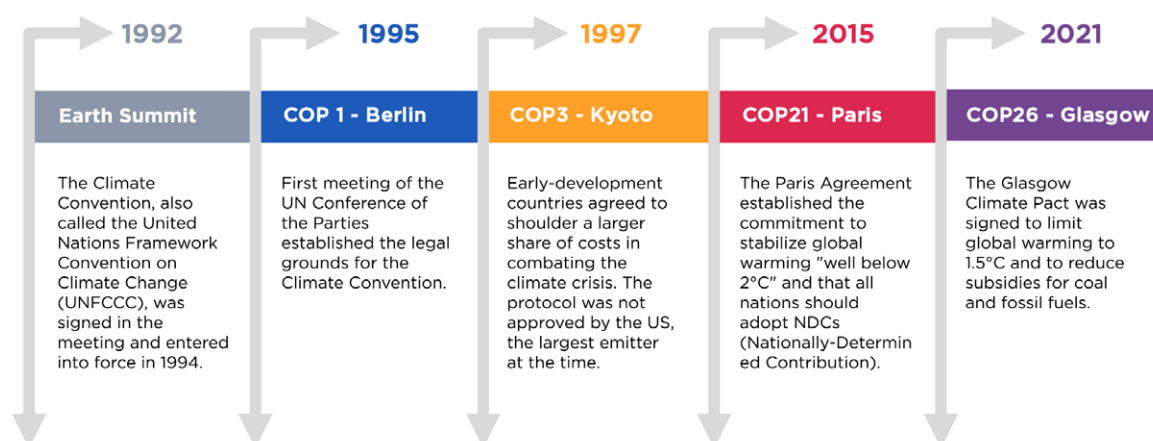 1992
Earth Summit
The Climate
Convention, also
called the United
Nations Framework
Convention on
Climate Change
(UNFCCC), was
signed in the
meeting and entered
into force in 1994.
1995
COP 1 - Berlin
First meeting of the
UN Conference of
the Parties
established the legal
grounds for the
Climate Convention.
1997
COP3 - Kyoto
Early-development
countries agreed to
shoulder a larger
share of costs in
combating the
climate crisis. The
protocol was not
approved by the US,
the largest emitter
at the time.
2015
COP21 - Paris
The Paris Agreement
established the
commitment to
stabilize global
warming "well below
2°C" and that all
nations should
adopt NDCs
(Nationally-Determin
ed Contribution).
2021
COP26 - Glasgow
The Glasgow
Climate Pact was
signed to limit
global warming to
1.5°C and to reduce
subsidies for coal
and fossil fuels.